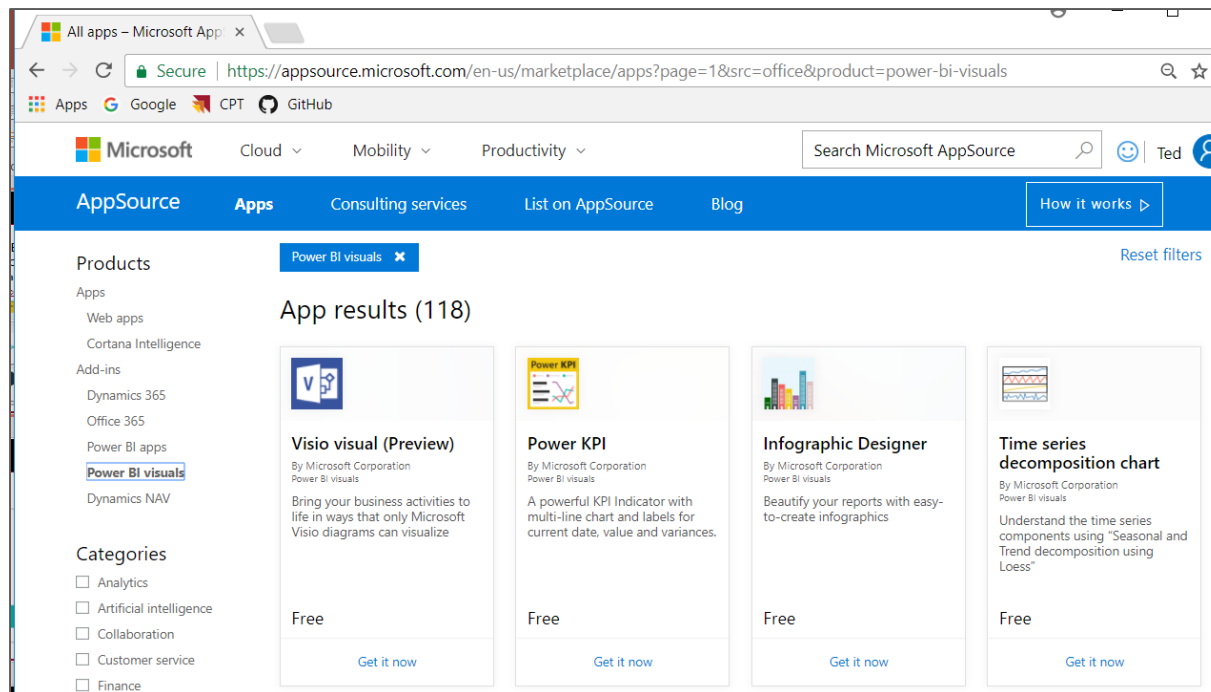 All apps – Microsoft App
Secure https://appsource.microsoft.com/en-us/marketplace/apps?page=1&src=office&product=power-bi-visuals
Apps Google CPT GitHub
Microsoft Cloud Mobility Productivity Search Microsoft AppSource Ted
AppSource Apps Consulting services List on AppSource Blog How it works
Products
Apps
Web apps
Cortana Intelligence
Add-ins
Dynamics 365
Office 365
Power BI apps
Power BI visuals
Dynamics NAV
Categories
Analytics
Artificial intelligence
Collaboration
Customer service
Finance
Power BI visuals
Reset filters
App results (118)
V
Visio visual (Preview)
By Microsoft Corporation
Power BI visuals
Bring your business activities to
life in ways that only Microsoft
Visio diagrams can visualize
Free
Get it now
Power KPI
Power KPI
By Microsoft Corporation
Power BI visuals
A powerful KPI Indicator with
multi-line chart and labels for
current date, value and variances.
Free
Get it now
Infographic Designer
By Microsoft Corporation
Power BI visuals
Beautify your reports with easy-
to-create infographics
Free
Get it now
Time series
decomposition chart
By Microsoft Corporation
Power BI visuals
Understand the time series
components using "Seasonal and
Trend decomposition using
Loess"
Free
Get it now